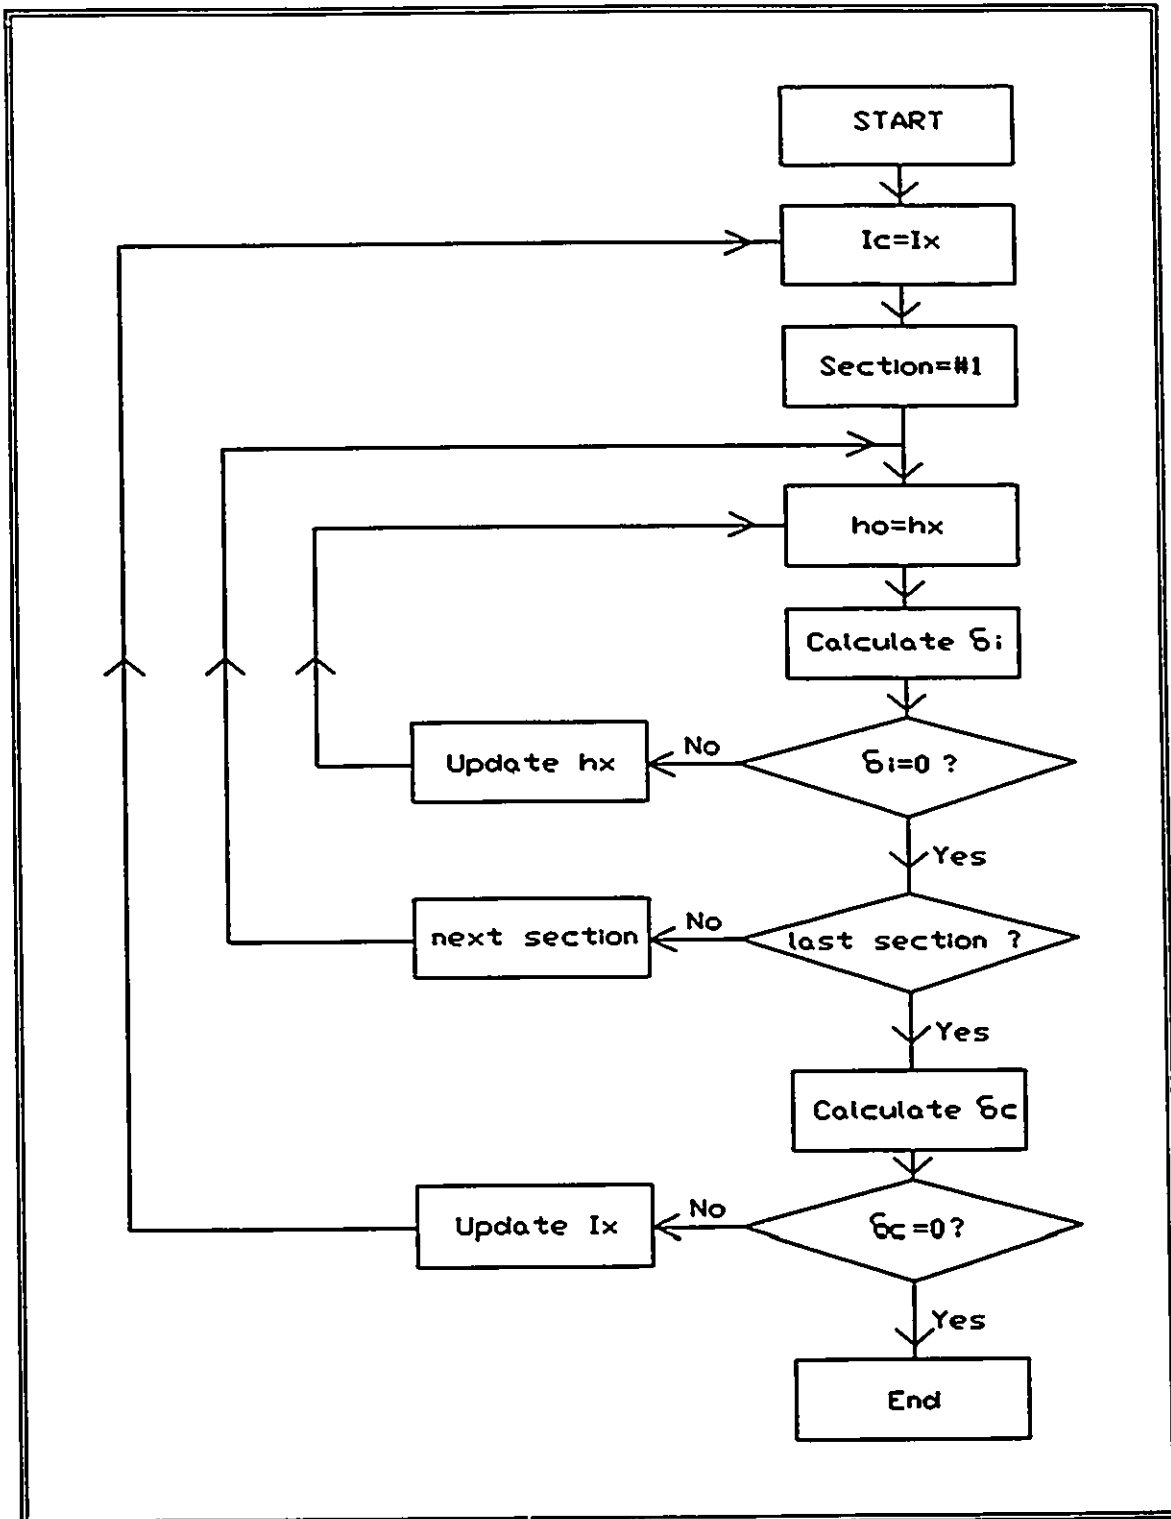 START
Ic=Ix
Section=#1
ho=hx
Calculate δi
δi=0 ?
No
Update hx
Yes
last section ?
No
next section
Yes
Calculate δc
δc=0?
No
Update Ix
Yes
End